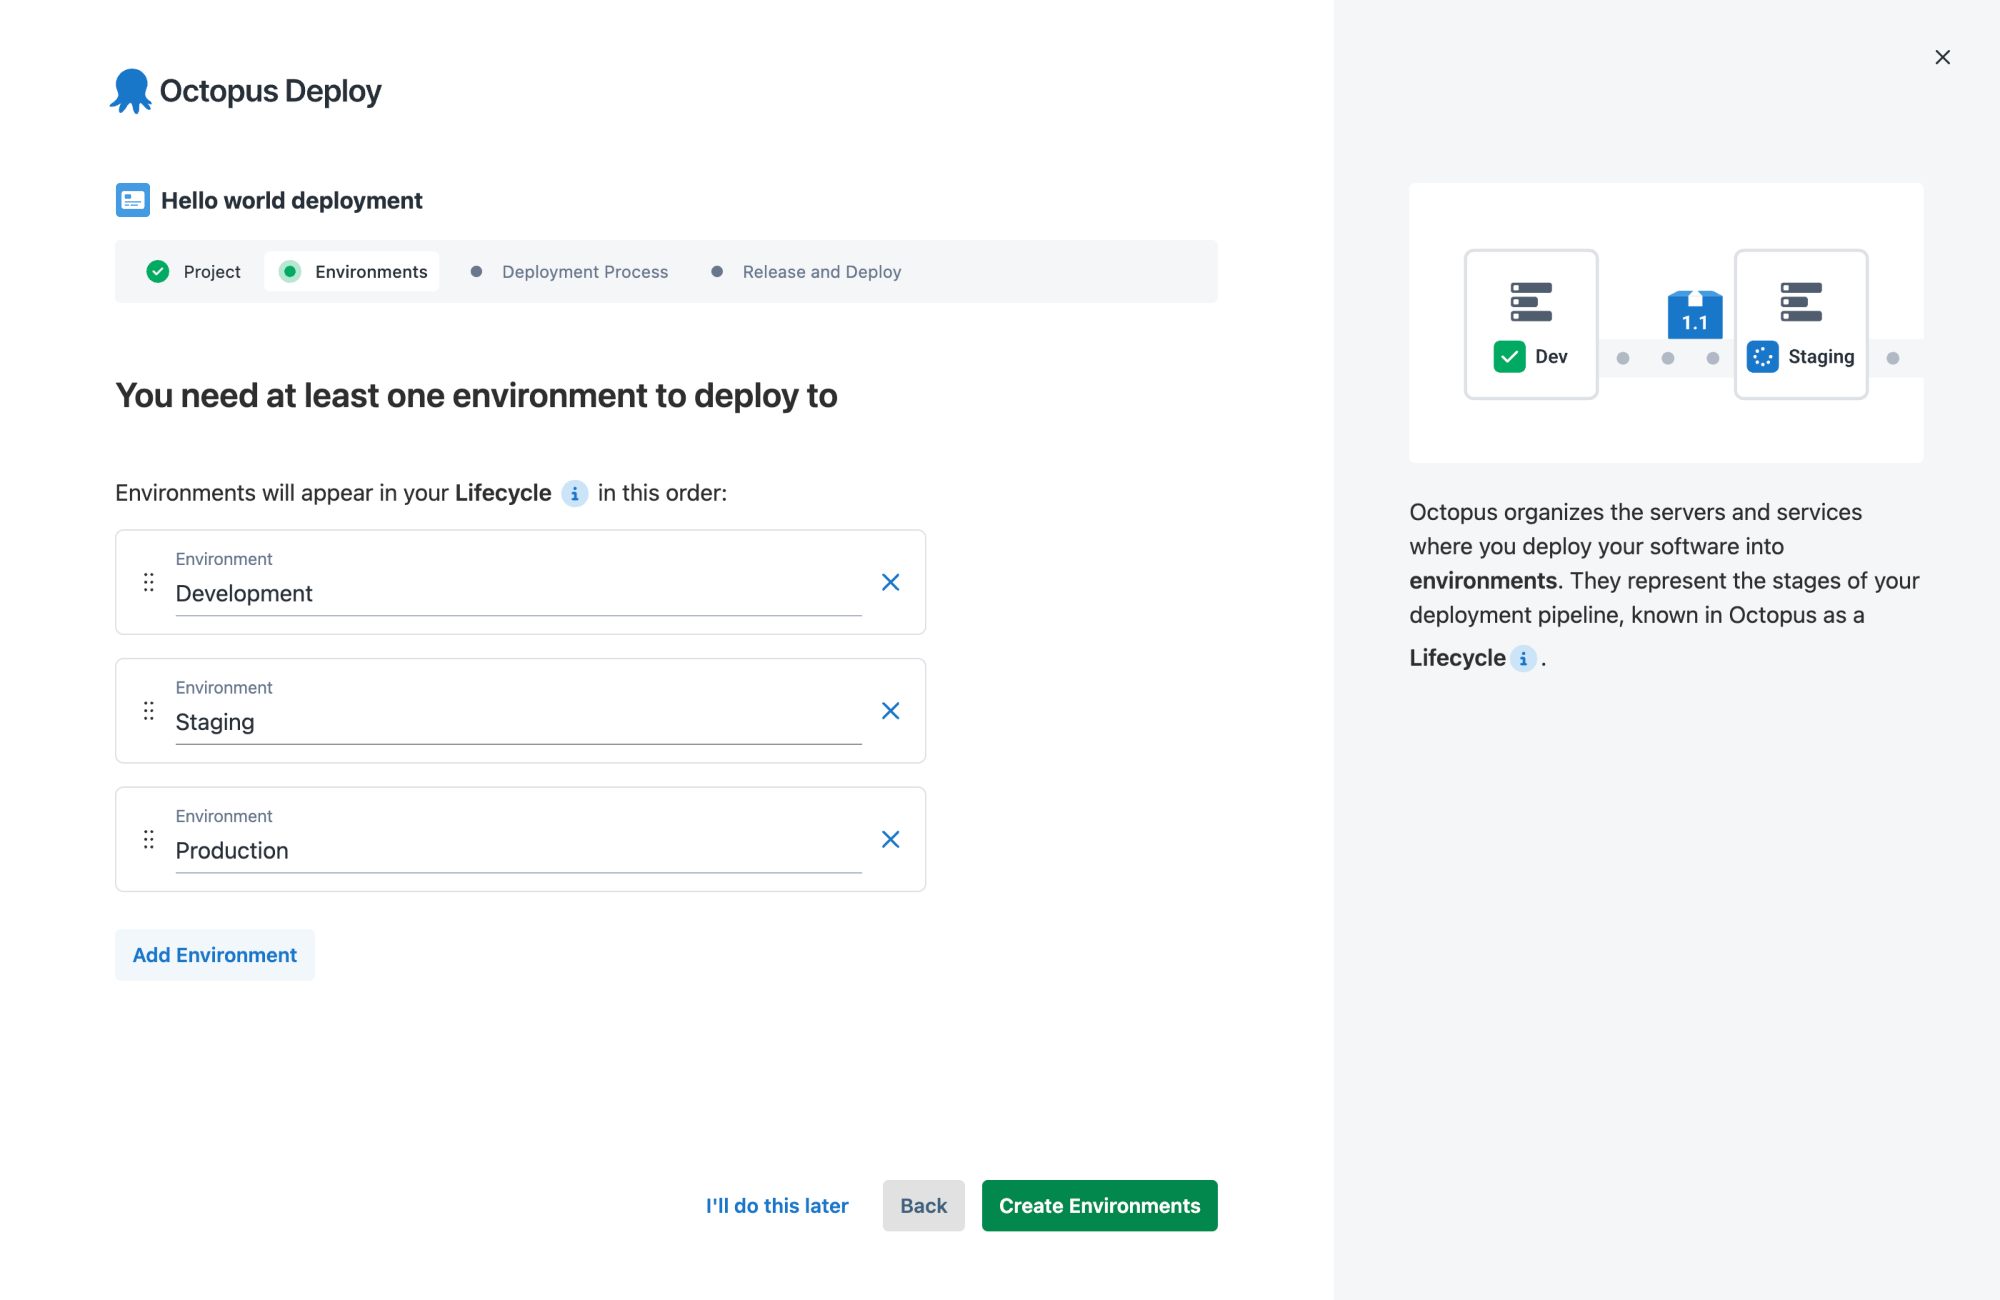 Octopus Deploy
Hello world deployment
Project
Environments
Deployment Process
Release and Deploy
You need at least one environment to deploy to
Environments will appear in your Lifecycle i in this order:
Environment
Development
Environment
Staging
Environment
Production
Add Environment
I'll do this later
Back
Create Environments
1.1
Dev
Staging
Octopus organizes the servers and services
where you deploy your software into
environments. They represent the stages of your
deployment pipeline, known in Octopus as a
Lifecycle i .